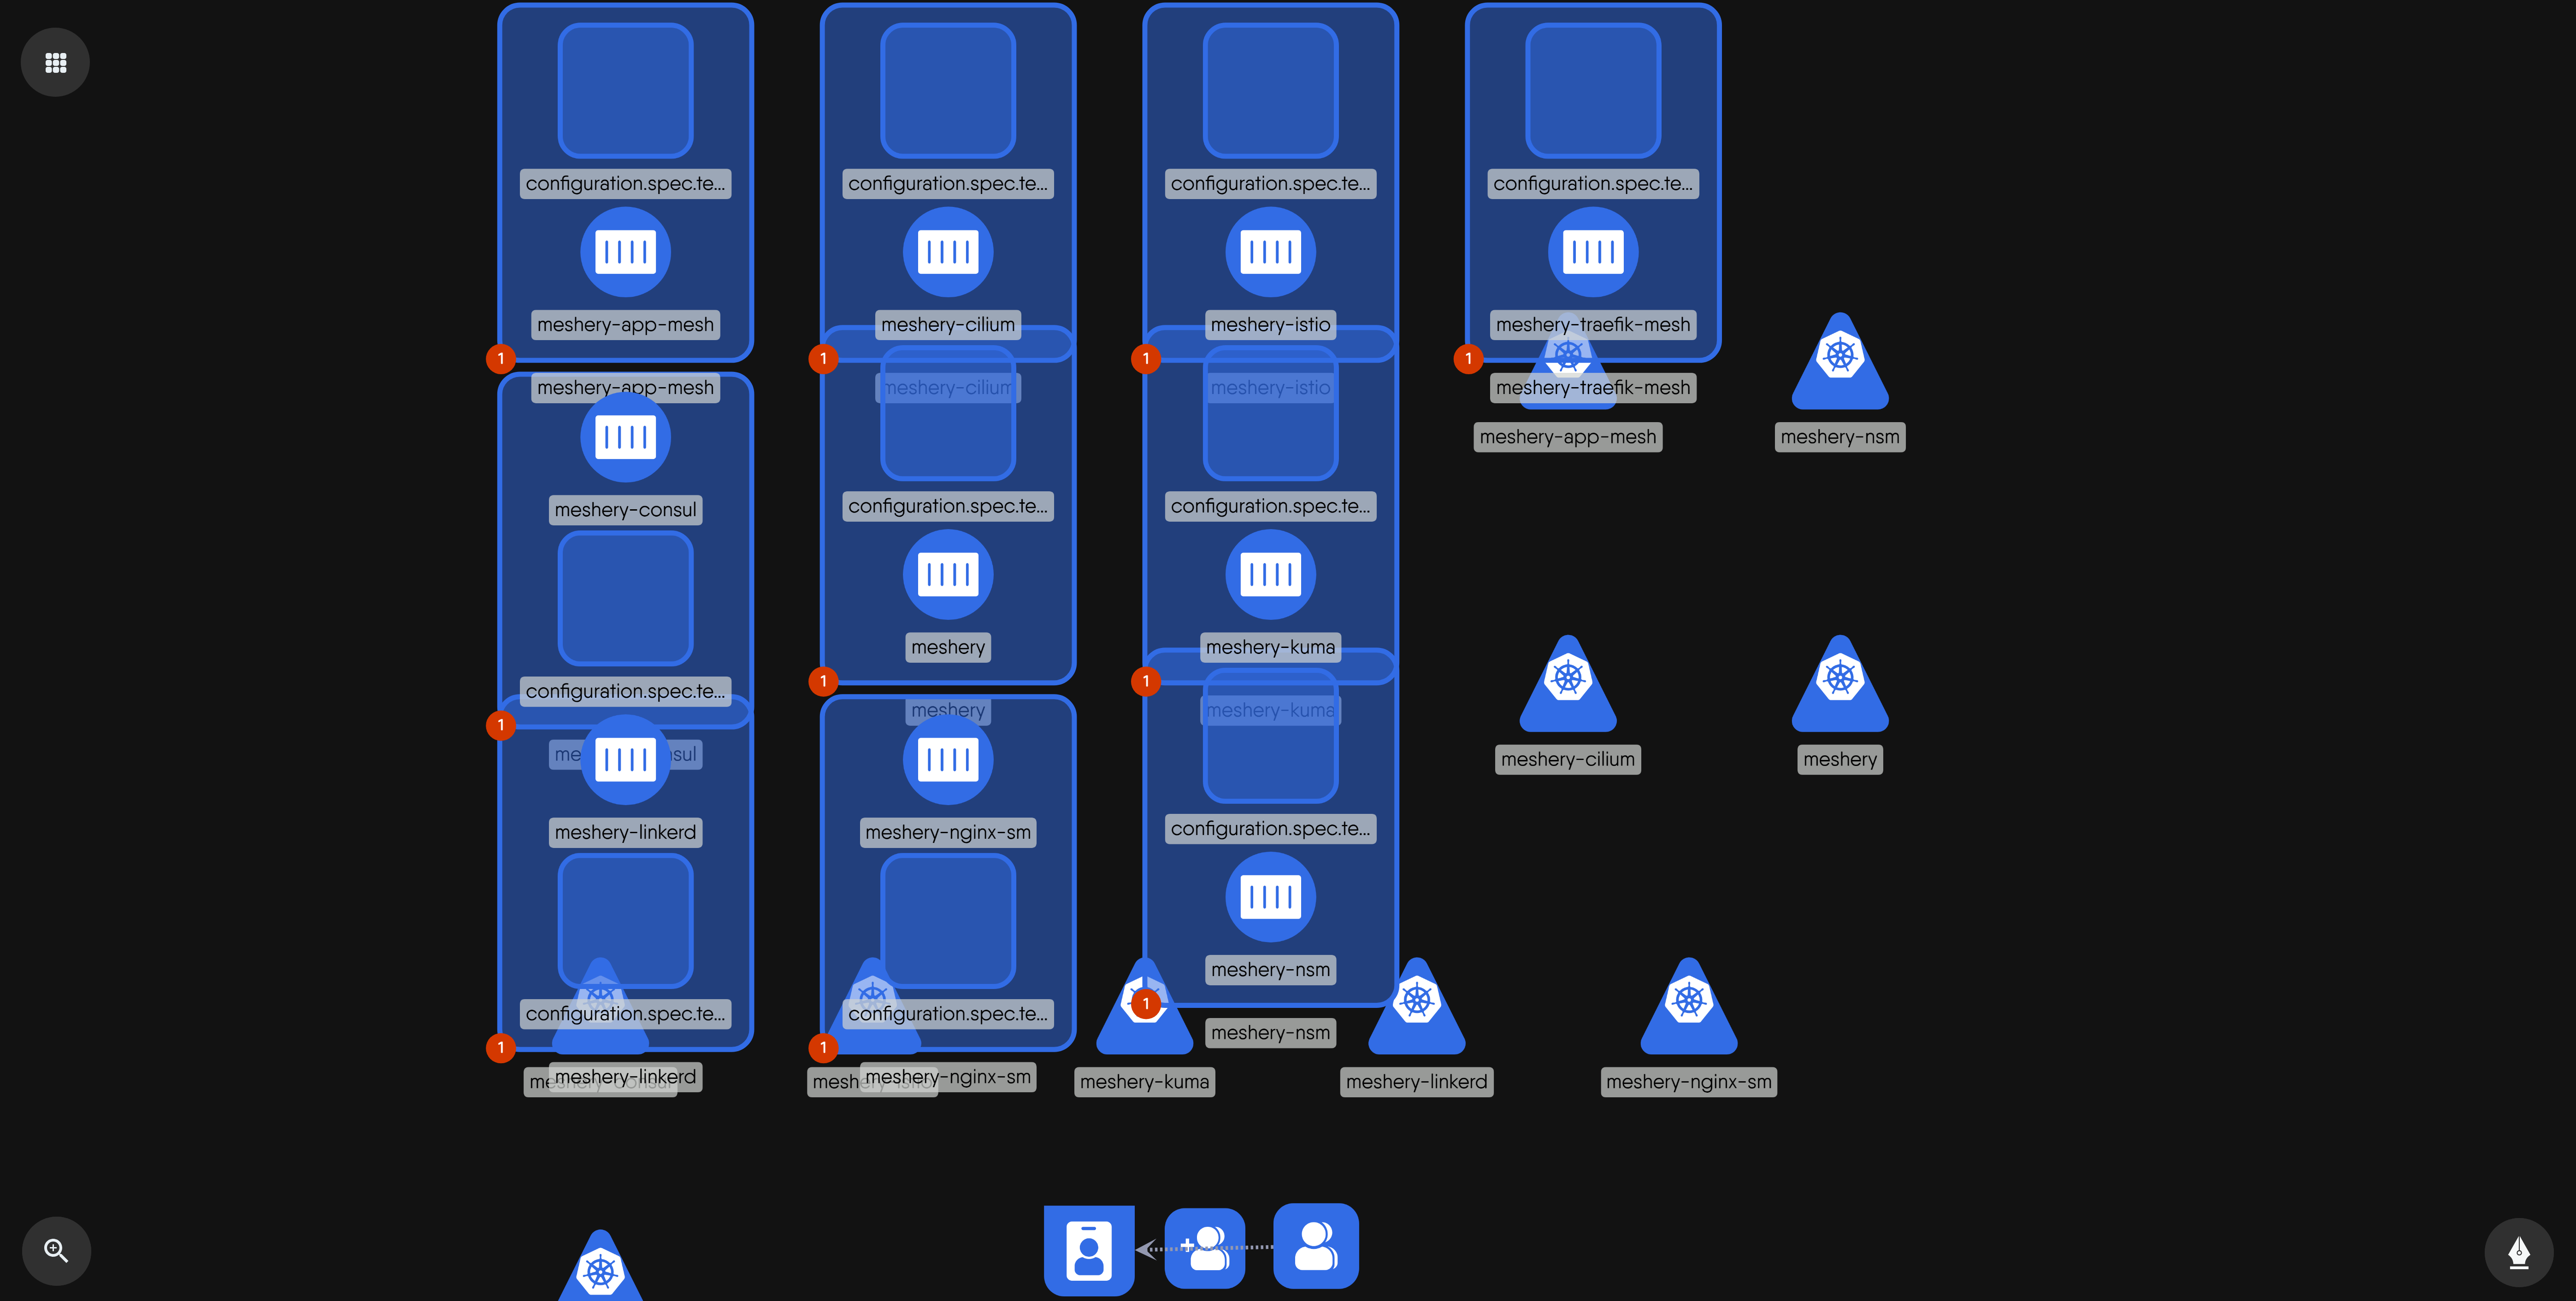 configuration.spec.te...
configuration.spec.te...
configuration.spec.te...
configuration.spec.te...
meshery-app-mesh
meshery-cilium
meshery-istio
meshery-traefik-mesh
1
1
1
1
meshery-app-mesh
meshery-cilium
meshery-istio
meshery-traefik-mesh
meshery-app-mesh
meshery-nsm
meshery-consul
configuration.spec.te...
configuration.spec.te...
meshery
meshery-kuma
1
1
configuration.spec.te...
meshery
meshery-kuma
1
meshery-cilium
meshery
meshery-linkerd
meshery-nginx-sm
configuration.spec.te...
meshery-nsm
1
configuration.spec.te...
configuration.spec.te...
meshery-nsm
1
1
meshery-linkerd
meshery-nginx-sm
meshery-kuma
meshery-linkerd
meshery-nginx-sm